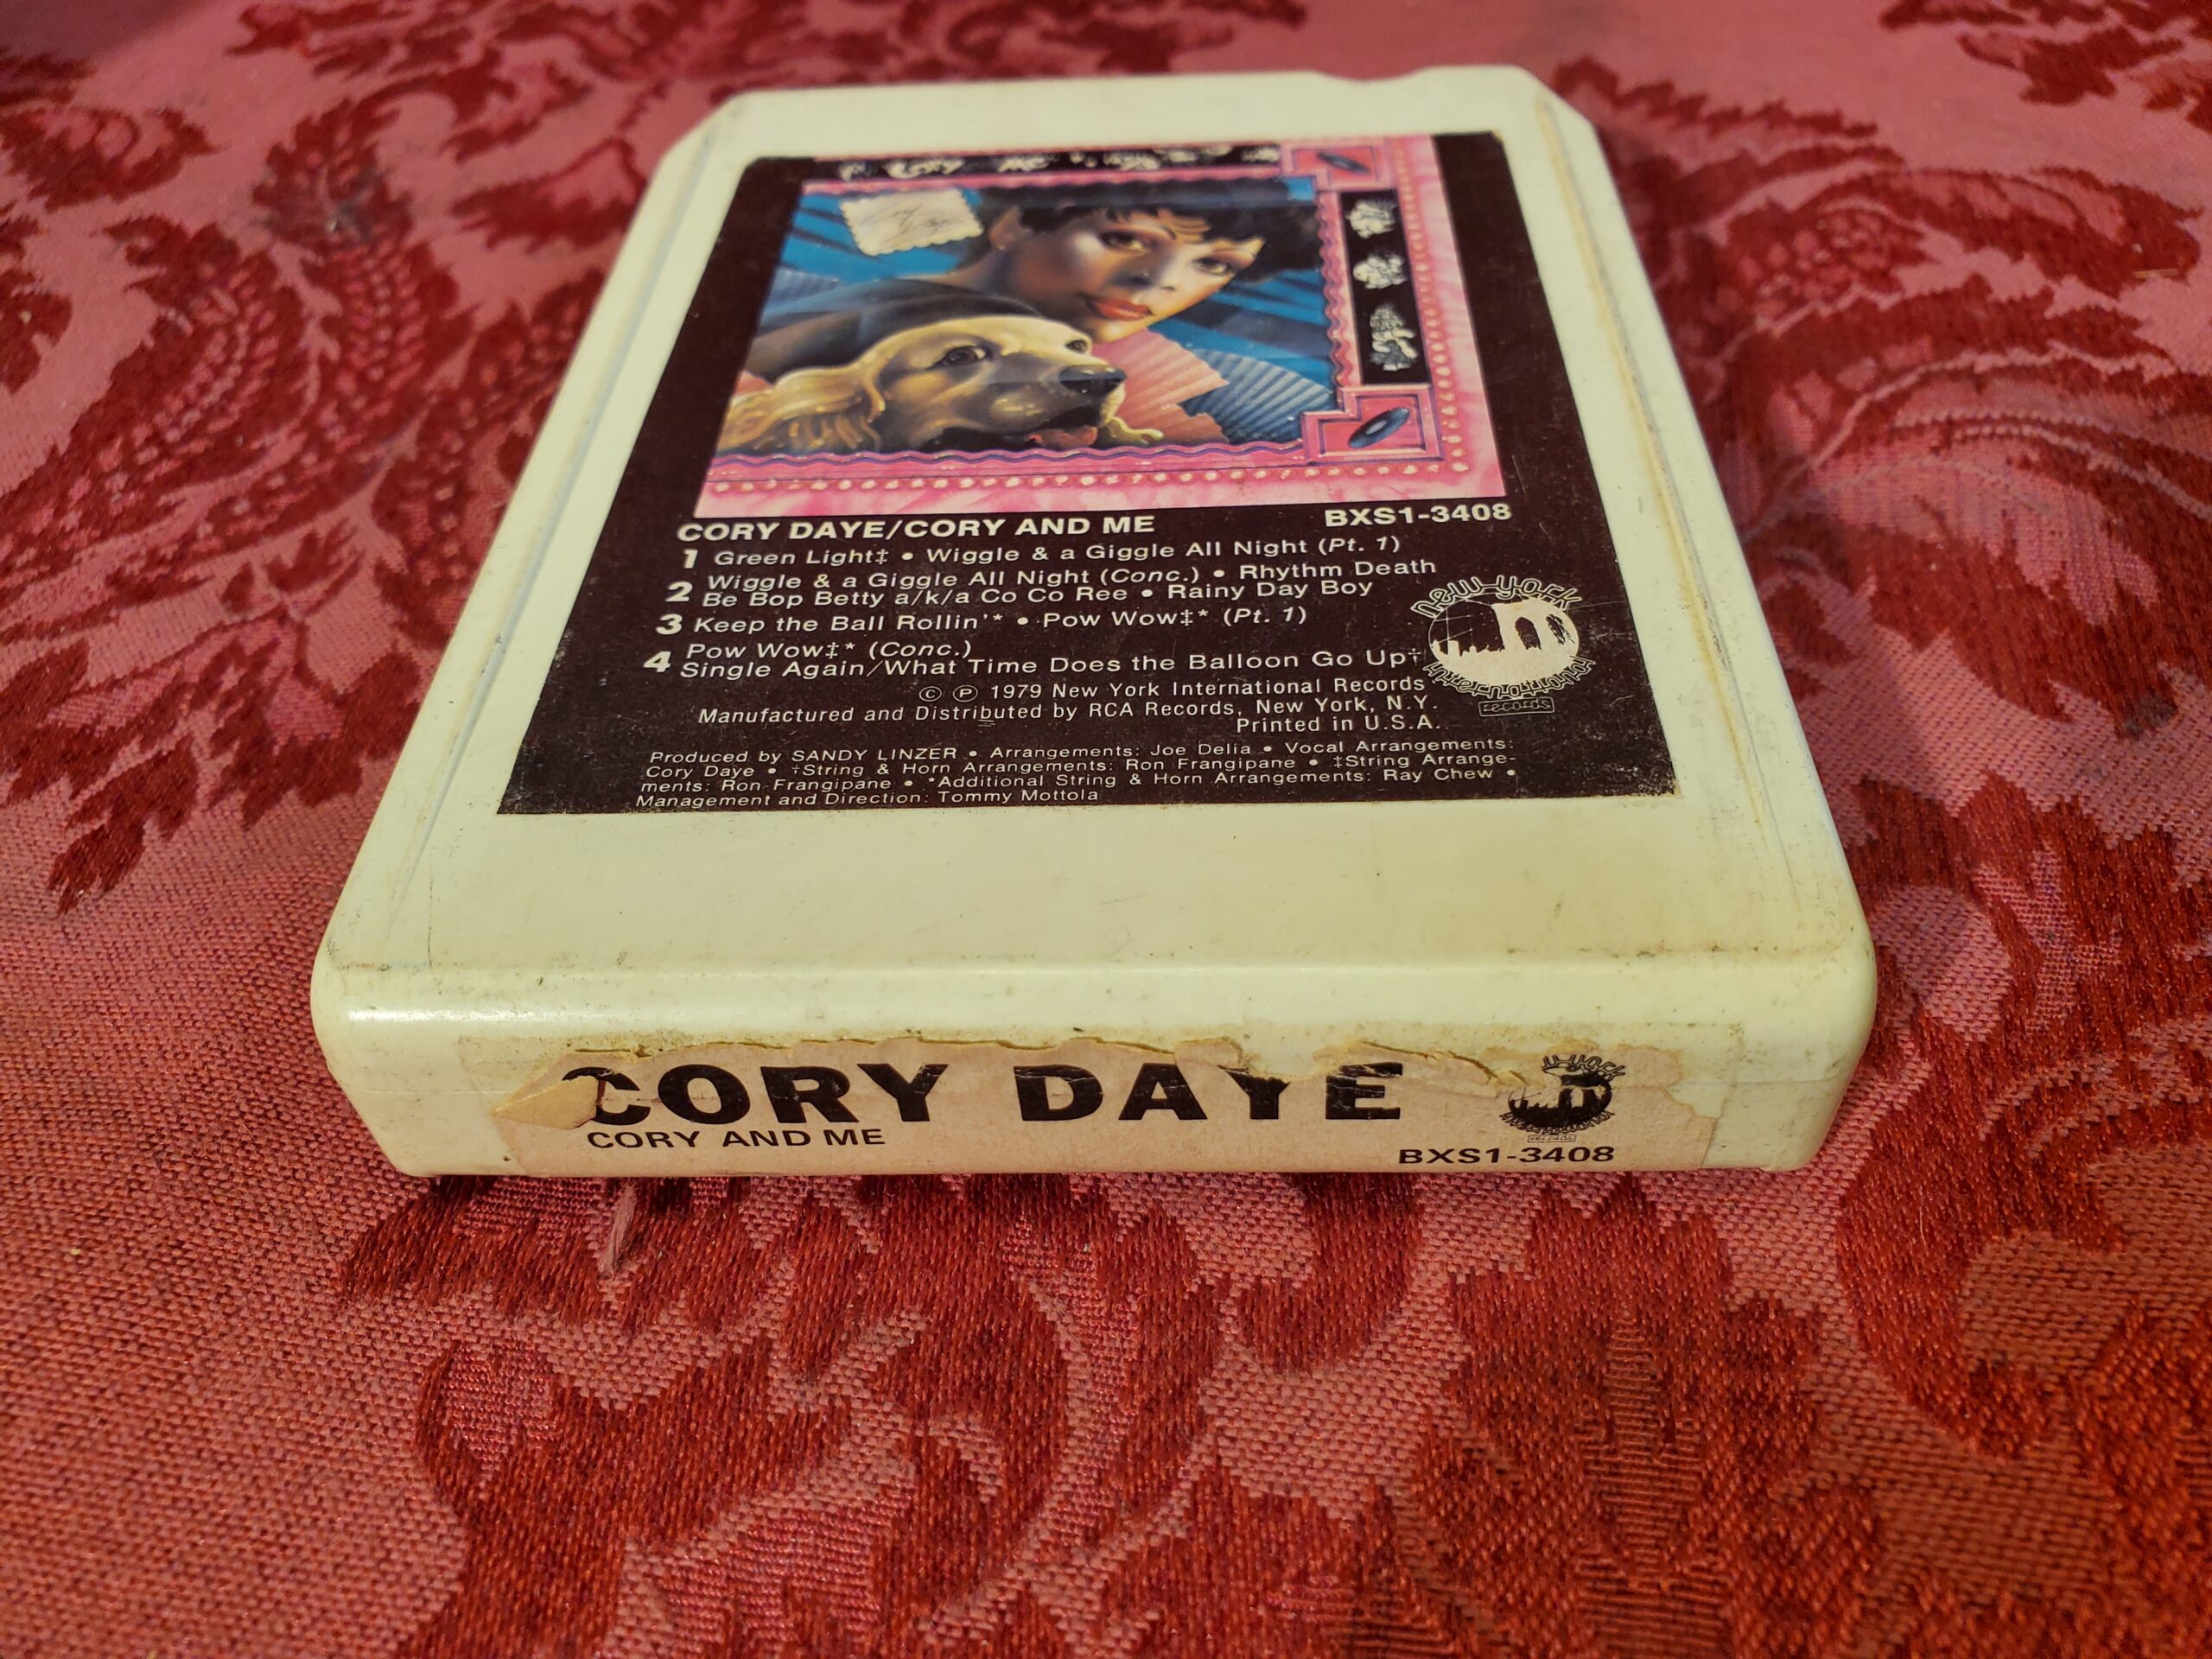 CORY DAYE/CORY AND ME BXS1-3408
1 Green Light‡ • Wiggle & a Giggle All Night (Pt. 1)
2 Wiggle & a Giggle All Night (Conc.) • Rhythm Death
Be Bop Betty a/k/a Co Co Ree • Rainy Day Boy
3 Keep the Ball Rollin'* • Pow Wow‡* (Pt. 1)
4 Pow Wow‡* (Conc.)
Single Again/What Time Does the Balloon Go Up†
new york
international
records
© ℗ 1979 New York International Records
Manufactured and Distributed by RCA Records, New York, N.Y.
Printed in U.S.A.
Produced by SANDY LINZER • Arrangements: Joe Delia • Vocal Arrangements:
Cory Daye • †String & Horn Arrangements: Ron Frangipane • ‡String Arrange-
ments: Ron Frangipane • *Additional String & Horn Arrangements: Ray Chew •
Management and Direction: Tommy Mottola
CORY DAYE
CORY AND ME
records
BXS1-3408